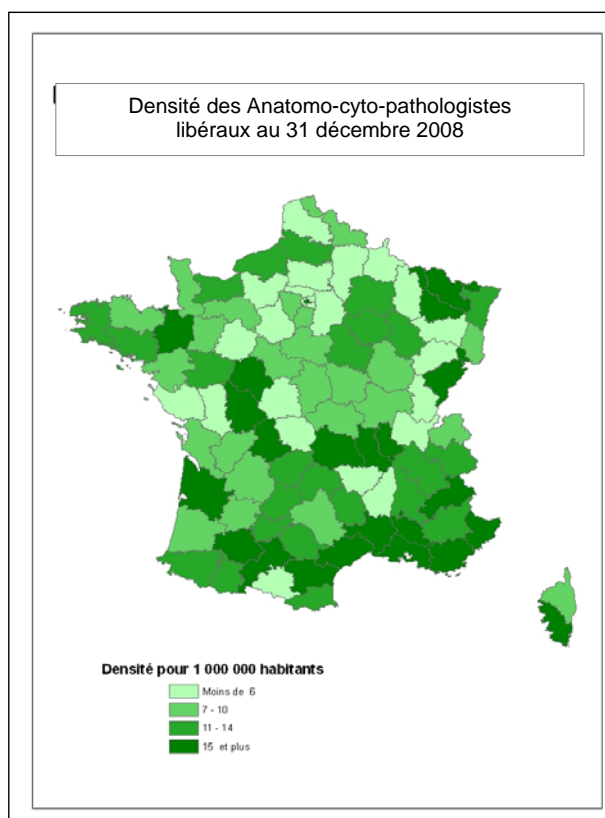 Densité des Anatomo-cyto-pathologistes
libéraux au 31 décembre 2008
Densité pour 1 000 000 habitants
Moins de 6
7 - 10
11 - 14
15 et plus